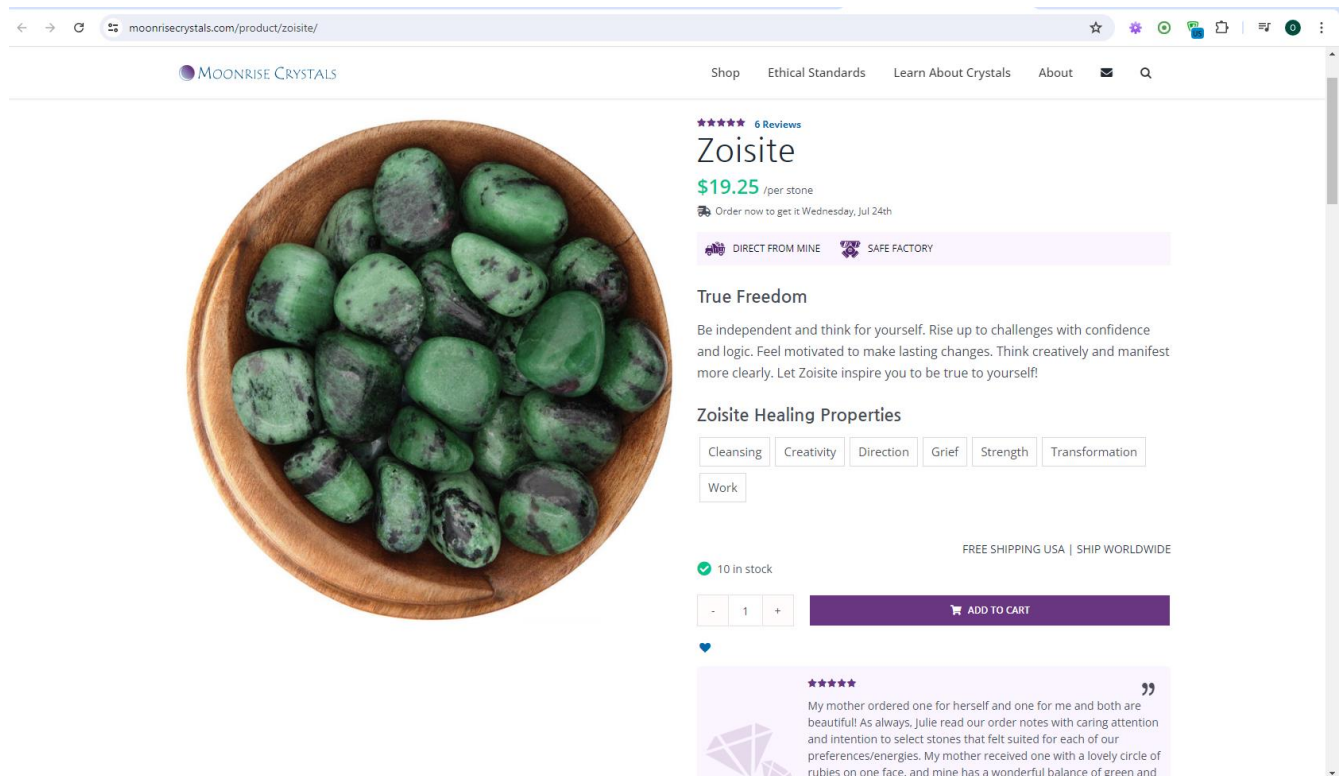 moonrisecrystals.com/product/zoisite/
US
O
MOONRISE CRYSTALS
Shop Ethical Standards Learn About Crystals About
6 Reviews
Zoisite
$19.25 /per stone
Order now to get it Wednesday, Jul 24th
DIRECT FROM MINE SAFE FACTORY
True Freedom
Be independent and think for yourself. Rise up to challenges with confidence
and logic. Feel motivated to make lasting changes. Think creatively and manifest
more clearly. Let Zoisite inspire you to be true to yourself!
Zoisite Healing Properties
Cleansing Creativity Direction Grief Strength Transformation
Work
FREE SHIPPING USA | SHIP WORLDWIDE
10 in stock
- 1 + ADD TO CART
”
My mother ordered one for herself and one for me and both are
beautiful! As always, Julie read our order notes with caring attention
and intention to select stones that felt suited for each of our
preferences/energies. My mother received one with a lovely circle of
rubies on one face, and mine has a wonderful balance of green and